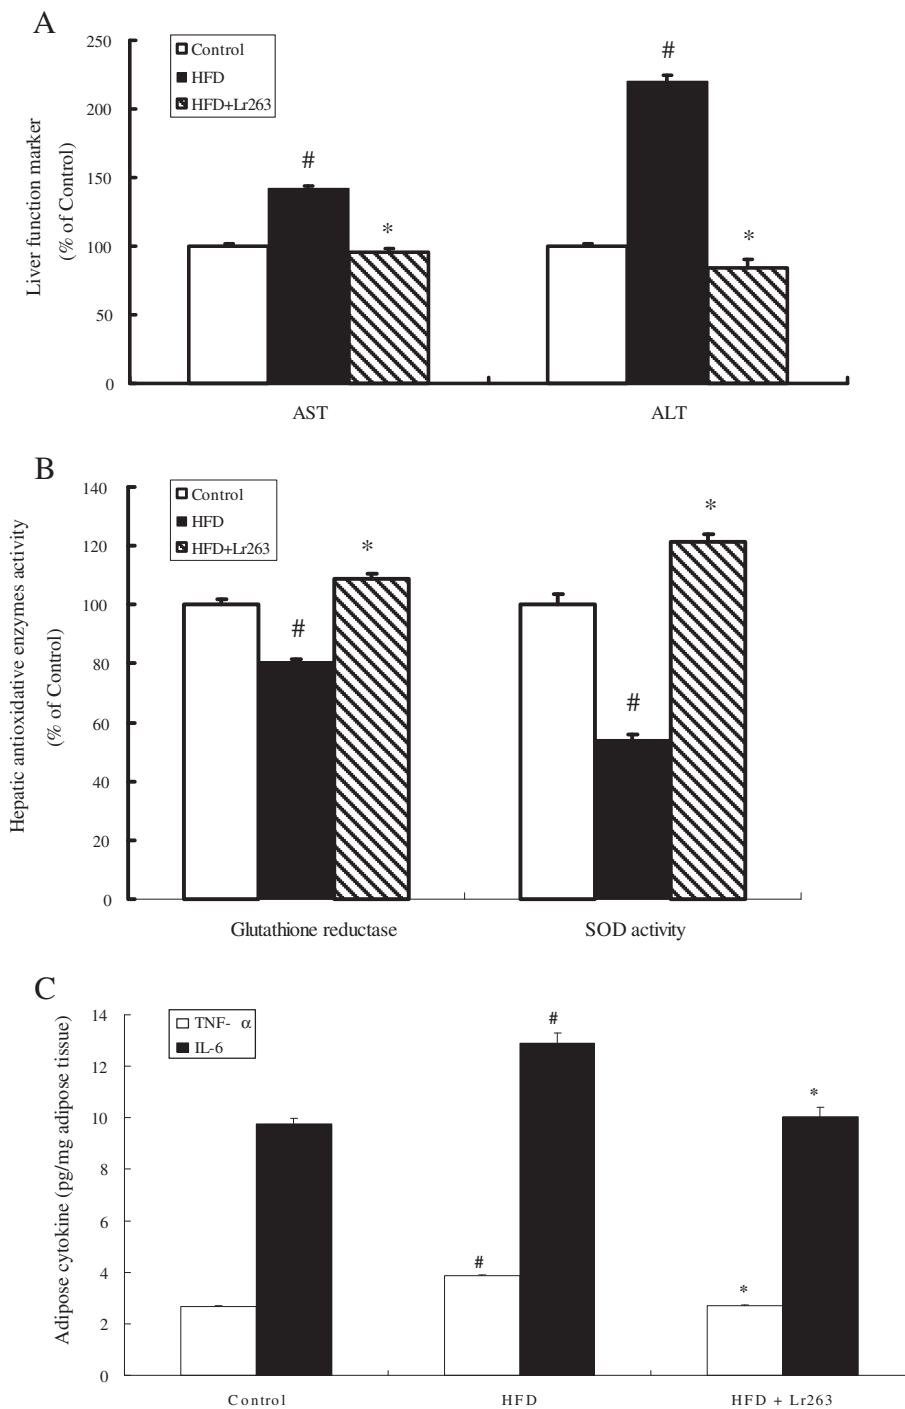 A
250
200
150
100
50
0
Liver function marker
(% of Control)
Control
HFD
HFD+Lr263
#
*
#
*
AST
ALT
B
140
120
100
80
60
40
20
0
Hepatic antioxidative enzymes activity
(% of Control)
Control
HFD
HFD+Lr263
#
*
#
*
Glutathione reductase
SOD activity
C
14
12
10
8
6
4
2
0
Adipose cytokine (pg/mg adipose tissue)
TNF- α
IL-6
#
#
*
*
Control
HFD
HFD + Lr263